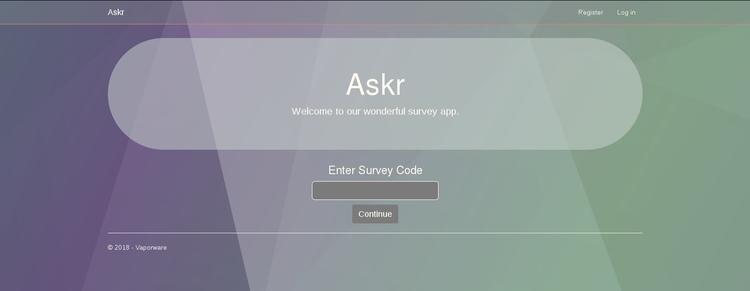 Askr
Register
Log in
Askr
Welcome to our wonderful survey app.
Enter Survey Code
Continue
© 2018 - Vaporware